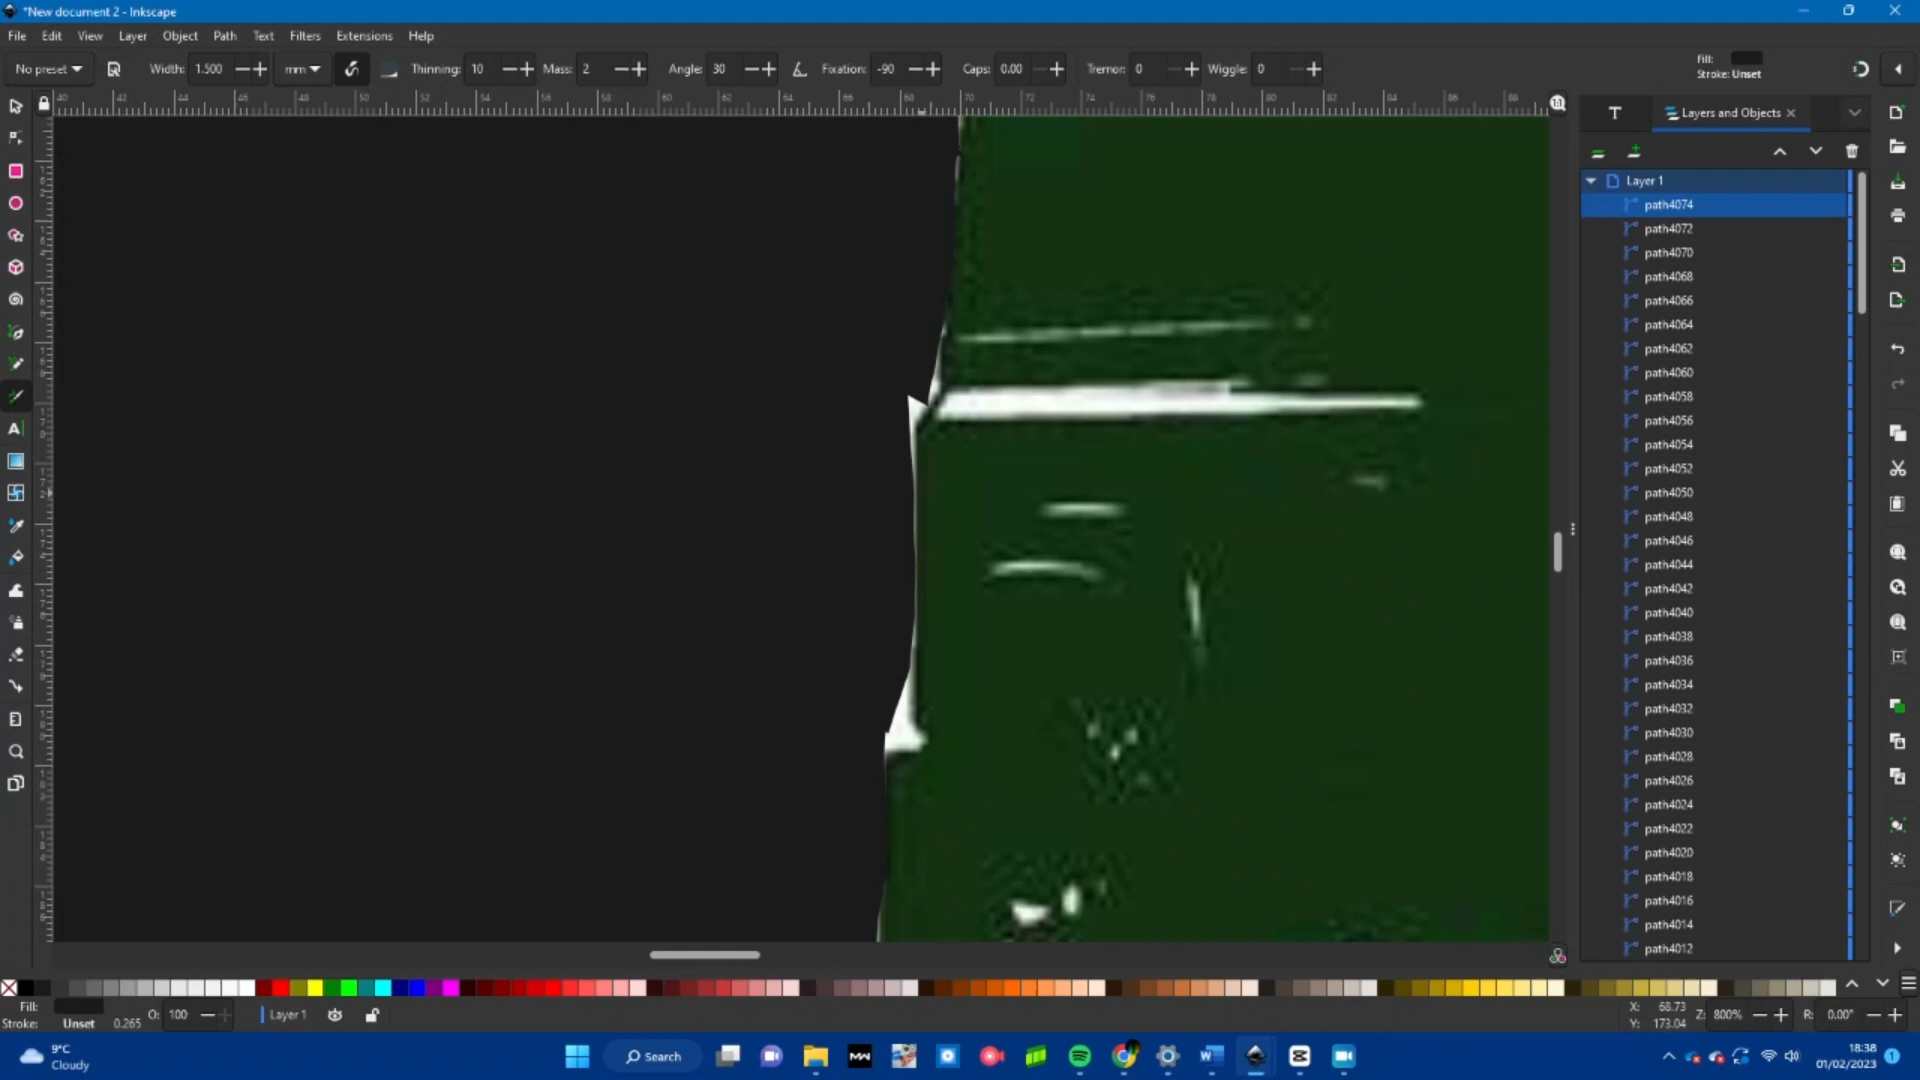 *New document 2 - Inkscape
File Edit View Layer Object Path Text Filters Extensions Help
No preset Width: 1.500 mm Thinning: 10 Mass: 2 Angle: 30 Fixation: -90 Caps: 0.00 Tremor: 0 Wiggle: 0
Fill:
Stroke: Unset
Layers and Objects
Layer 1
path4074
path4072
path4070
path4068
path4066
path4064
path4062
path4060
path4058
path4056
path4054
path4052
path4050
path4048
path4046
path4044
path4042
path4040
path4038
path4036
path4034
path4032
path4030
path4028
path4026
path4024
path4022
path4020
path4018
path4016
path4014
path4012
Fill:
Stroke: Unset 0.265 O: 100 Layer 1
X: 68.73
Y: 173.04
Z: 800% R: 0.00°
9°C
Cloudy
Search
18:38
01/02/2023
1